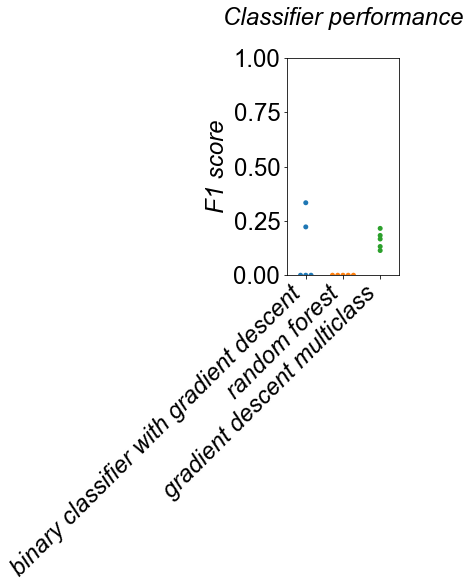 Classifier performance
1.00
0.75
0.50
0.25
0.00
F1 score
binary classifier with gradient descent
random forest
gradient descent multiclass